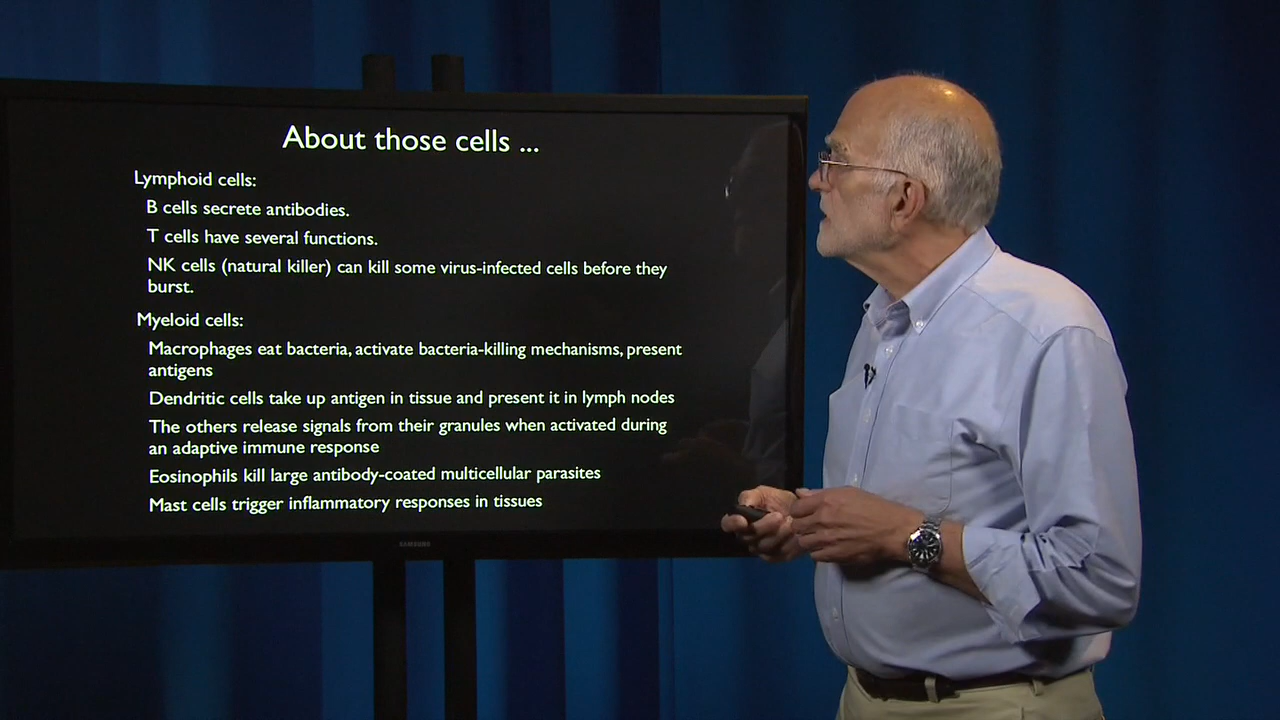 About those cells ...
Lymphoid cells:
B cells secrete antibodies.
T cells have several functions.
NK cells (natural killer) can kill some virus-infected cells before they
burst.
Myeloid cells:
Macrophages eat bacteria, activate bacteria-killing mechanisms, present
antigens
Dendritic cells take up antigen in tissue and present it in lymph nodes
The others release signals from their granules when activated during
an adaptive immune response
Eosinophils kill large antibody-coated multicellular parasites
Mast cells trigger inflammatory responses in tissues
SAMSUNG